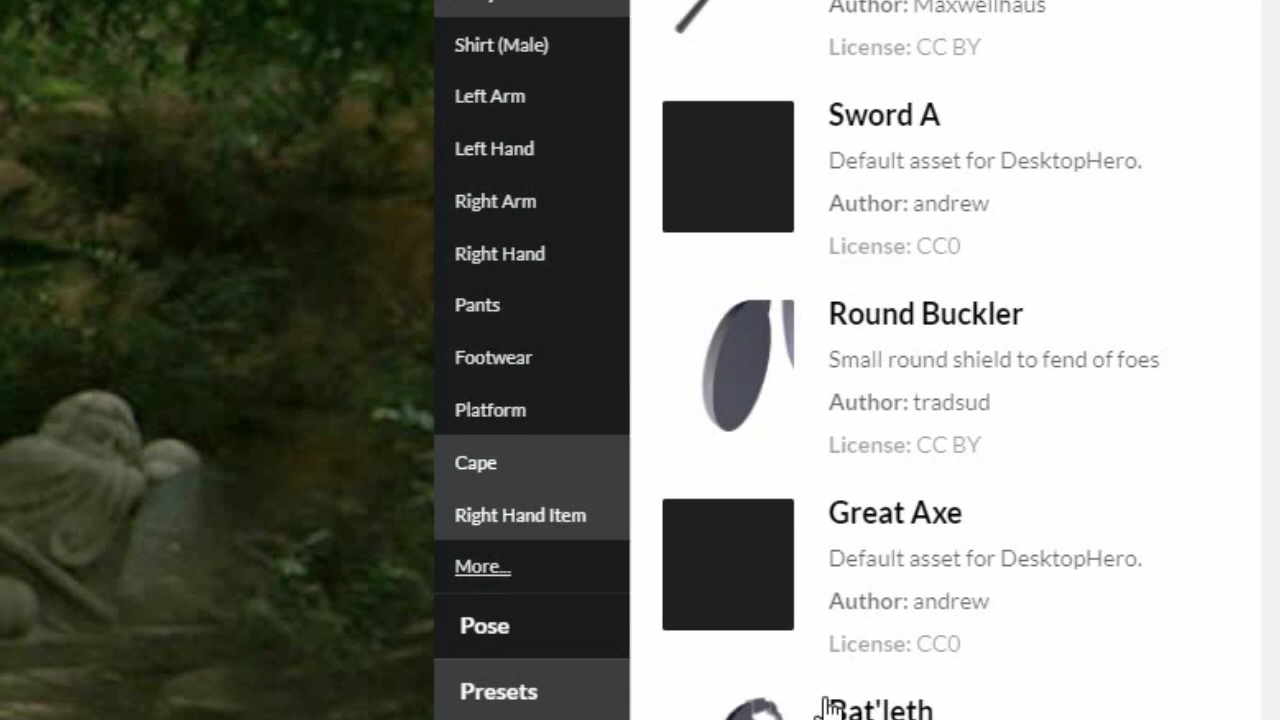 Shirt (Male)
Left Arm
Left Hand
Right Arm
Right Hand
Pants
Footwear
Platform
Cape
Right Hand Item
More...
Pose
Presets
Author: Maxwellhaus
License: CC BY
Sword A
Default asset for DesktopHero.
Author: andrew
License: CC0
Round Buckler
Small round shield to fend of foes
Author: tradsud
License: CC BY
Great Axe
Default asset for DesktopHero.
Author: andrew
License: CC0
Bat'leth